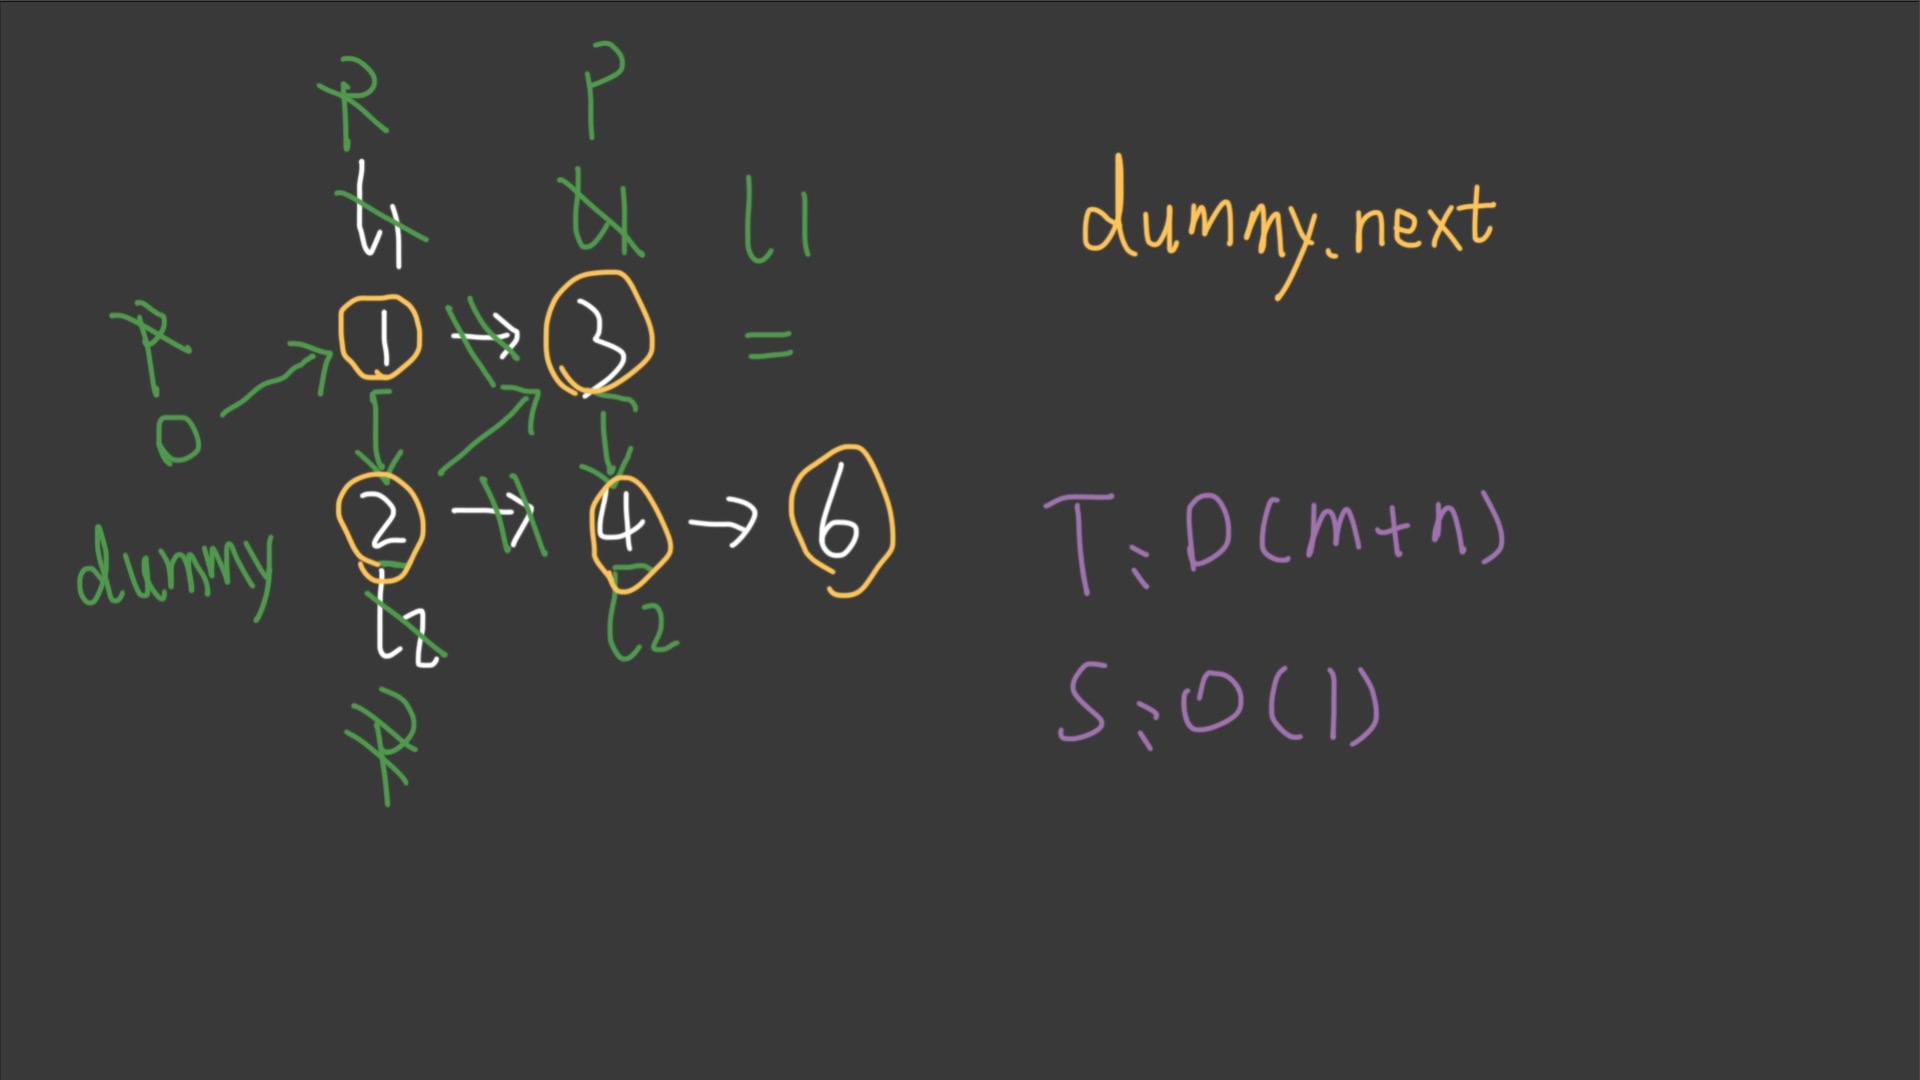 P P
l1 l1 l1
dummy.next
P 1 → 3 =
0
2 → 4 → 6
T: O(m+n)
dummy
l2 l2
S: O(1)
P